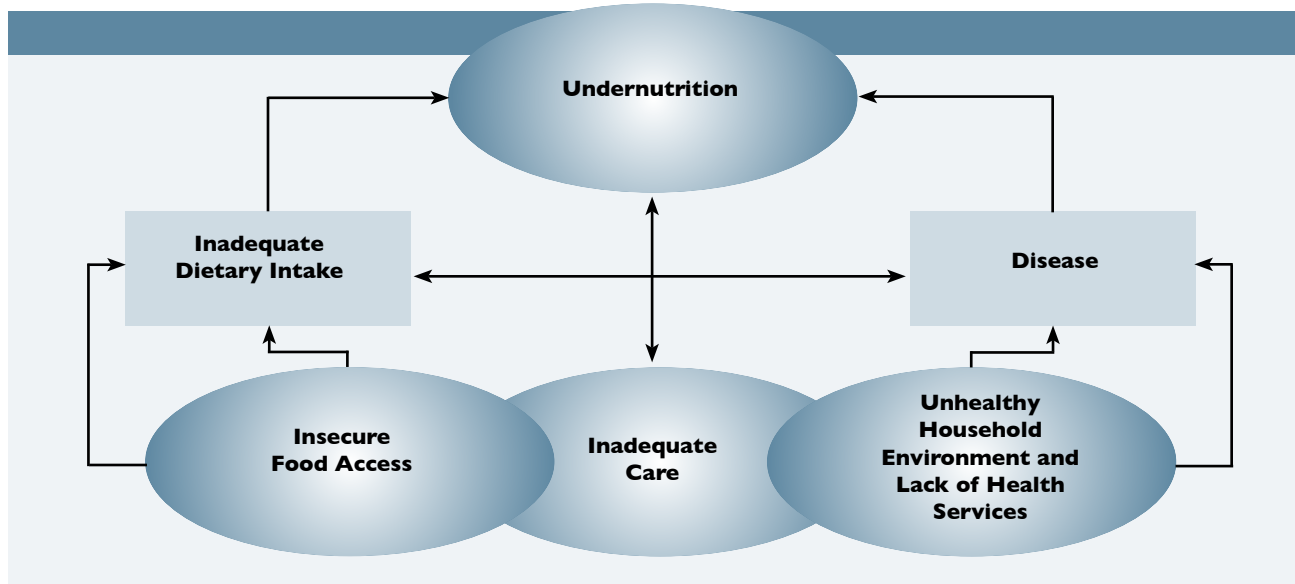 Undernutrition
Inadequate
Dietary Intake
Disease
Insecure
Food Access
Inadequate
Care
Unhealthy
Household
Environment and
Lack of Health
Services